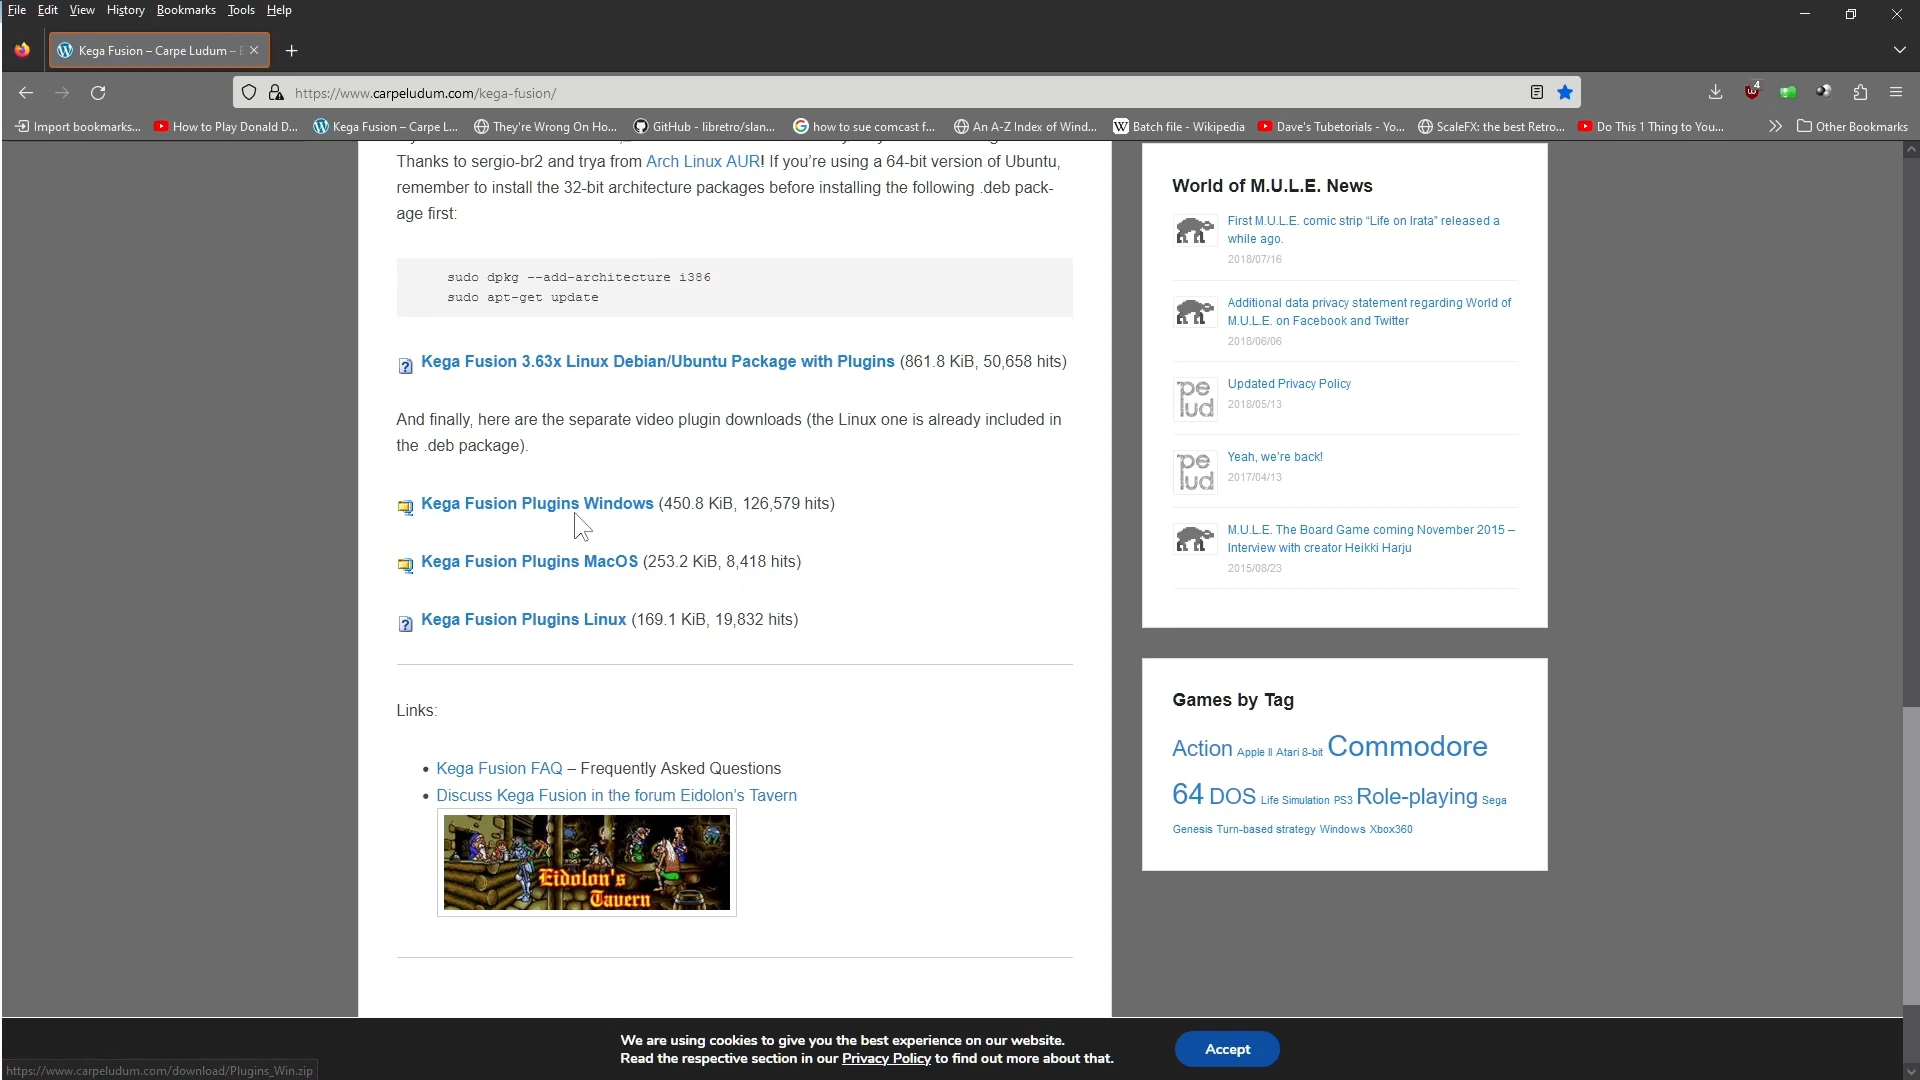 File Edit View History Bookmarks Tools Help
Kega Fusion – Carpe Ludum –
https://www.carpeludum.com/kega-fusion/
4
Import bookmarks... How to Play Donald D... Kega Fusion – Carpe L... They're Wrong On Ho... GitHub - libretro/slan... how to sue comcast f... An A-Z Index of Wind... Batch file - Wikipedia Dave's Tubetorials - Yo... ScaleFX: the best Retro... Do This 1 Thing to You... Other Bookmarks
Thanks to sergio-br2 and trya from Arch Linux AUR! If you're using a 64-bit version of Ubuntu,
remember to install the 32-bit architecture packages before installing the following .deb pack-
age first:
sudo dpkg --add-architecture i386
sudo apt-get update
Kega Fusion 3.63x Linux Debian/Ubuntu Package with Plugins (861.8 KiB, 50,658 hits)
And finally, here are the separate video plugin downloads (the Linux one is already included in
the .deb package).
Kega Fusion Plugins Windows (450.8 KiB, 126,579 hits)
Kega Fusion Plugins MacOS (253.2 KiB, 8,418 hits)
Kega Fusion Plugins Linux (169.1 KiB, 19,832 hits)
Links:
• Kega Fusion FAQ – Frequently Asked Questions
• Discuss Kega Fusion in the forum Eidolon's Tavern
Eidolon's
Tavern
World of M.U.L.E. News
First M.U.L.E. comic strip “Life on Irata” released a
while ago.
2018/07/16
Additional data privacy statement regarding World of
M.U.L.E. on Facebook and Twitter
2018/06/06
pe
lud
Updated Privacy Policy
2018/05/13
pe
lud
Yeah, we're back!
2017/04/13
M.U.L.E. The Board Game coming November 2015 –
Interview with creator Heikki Harju
2015/08/23
Games by Tag
Action Apple II Atari 8-bit Commodore
64 DOS Life Simulation PS3 Role-playing Sega
Genesis Turn-based strategy Windows Xbox360
We are using cookies to give you the best experience on our website.
Read the respective section in our Privacy Policy to find out more about that.
Accept
https://www.carpeludum.com/download/Plugins_Win.zip